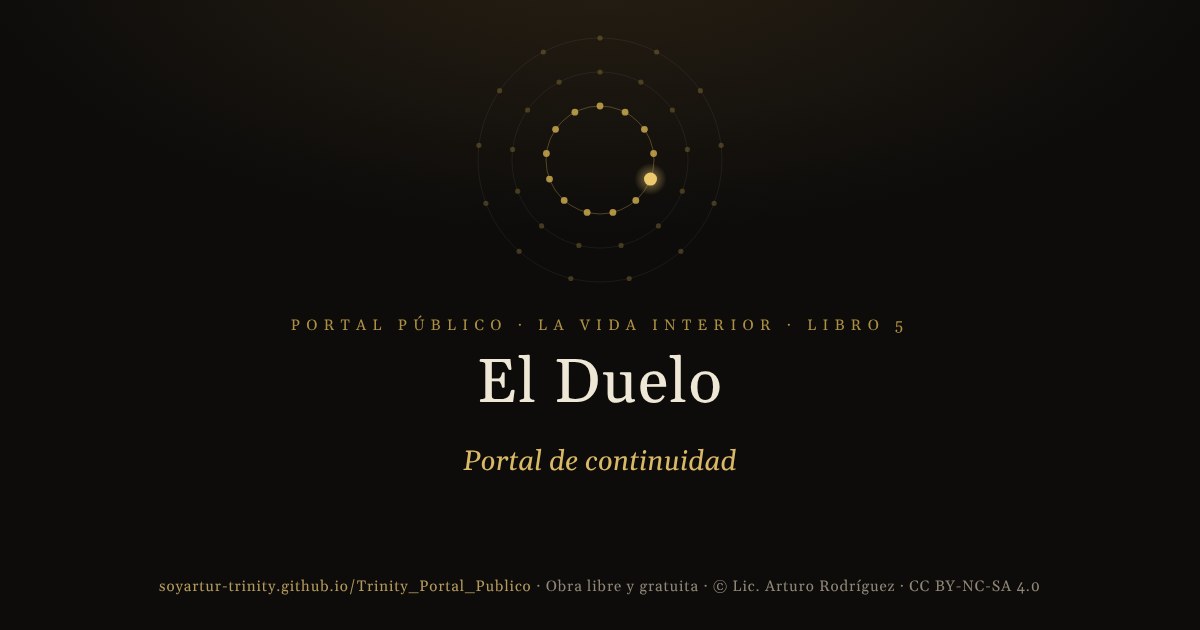 PORTAL PÚBLICO · LA VIDA INTERIOR · LIBRO 5
El Duelo
Portal de continuidad
soyartur-trinity.github.io/Trinity_Portal_Publico · Obra libre y gratuita · © Lic. Arturo Rodríguez · CC BY-NC-SA 4.0